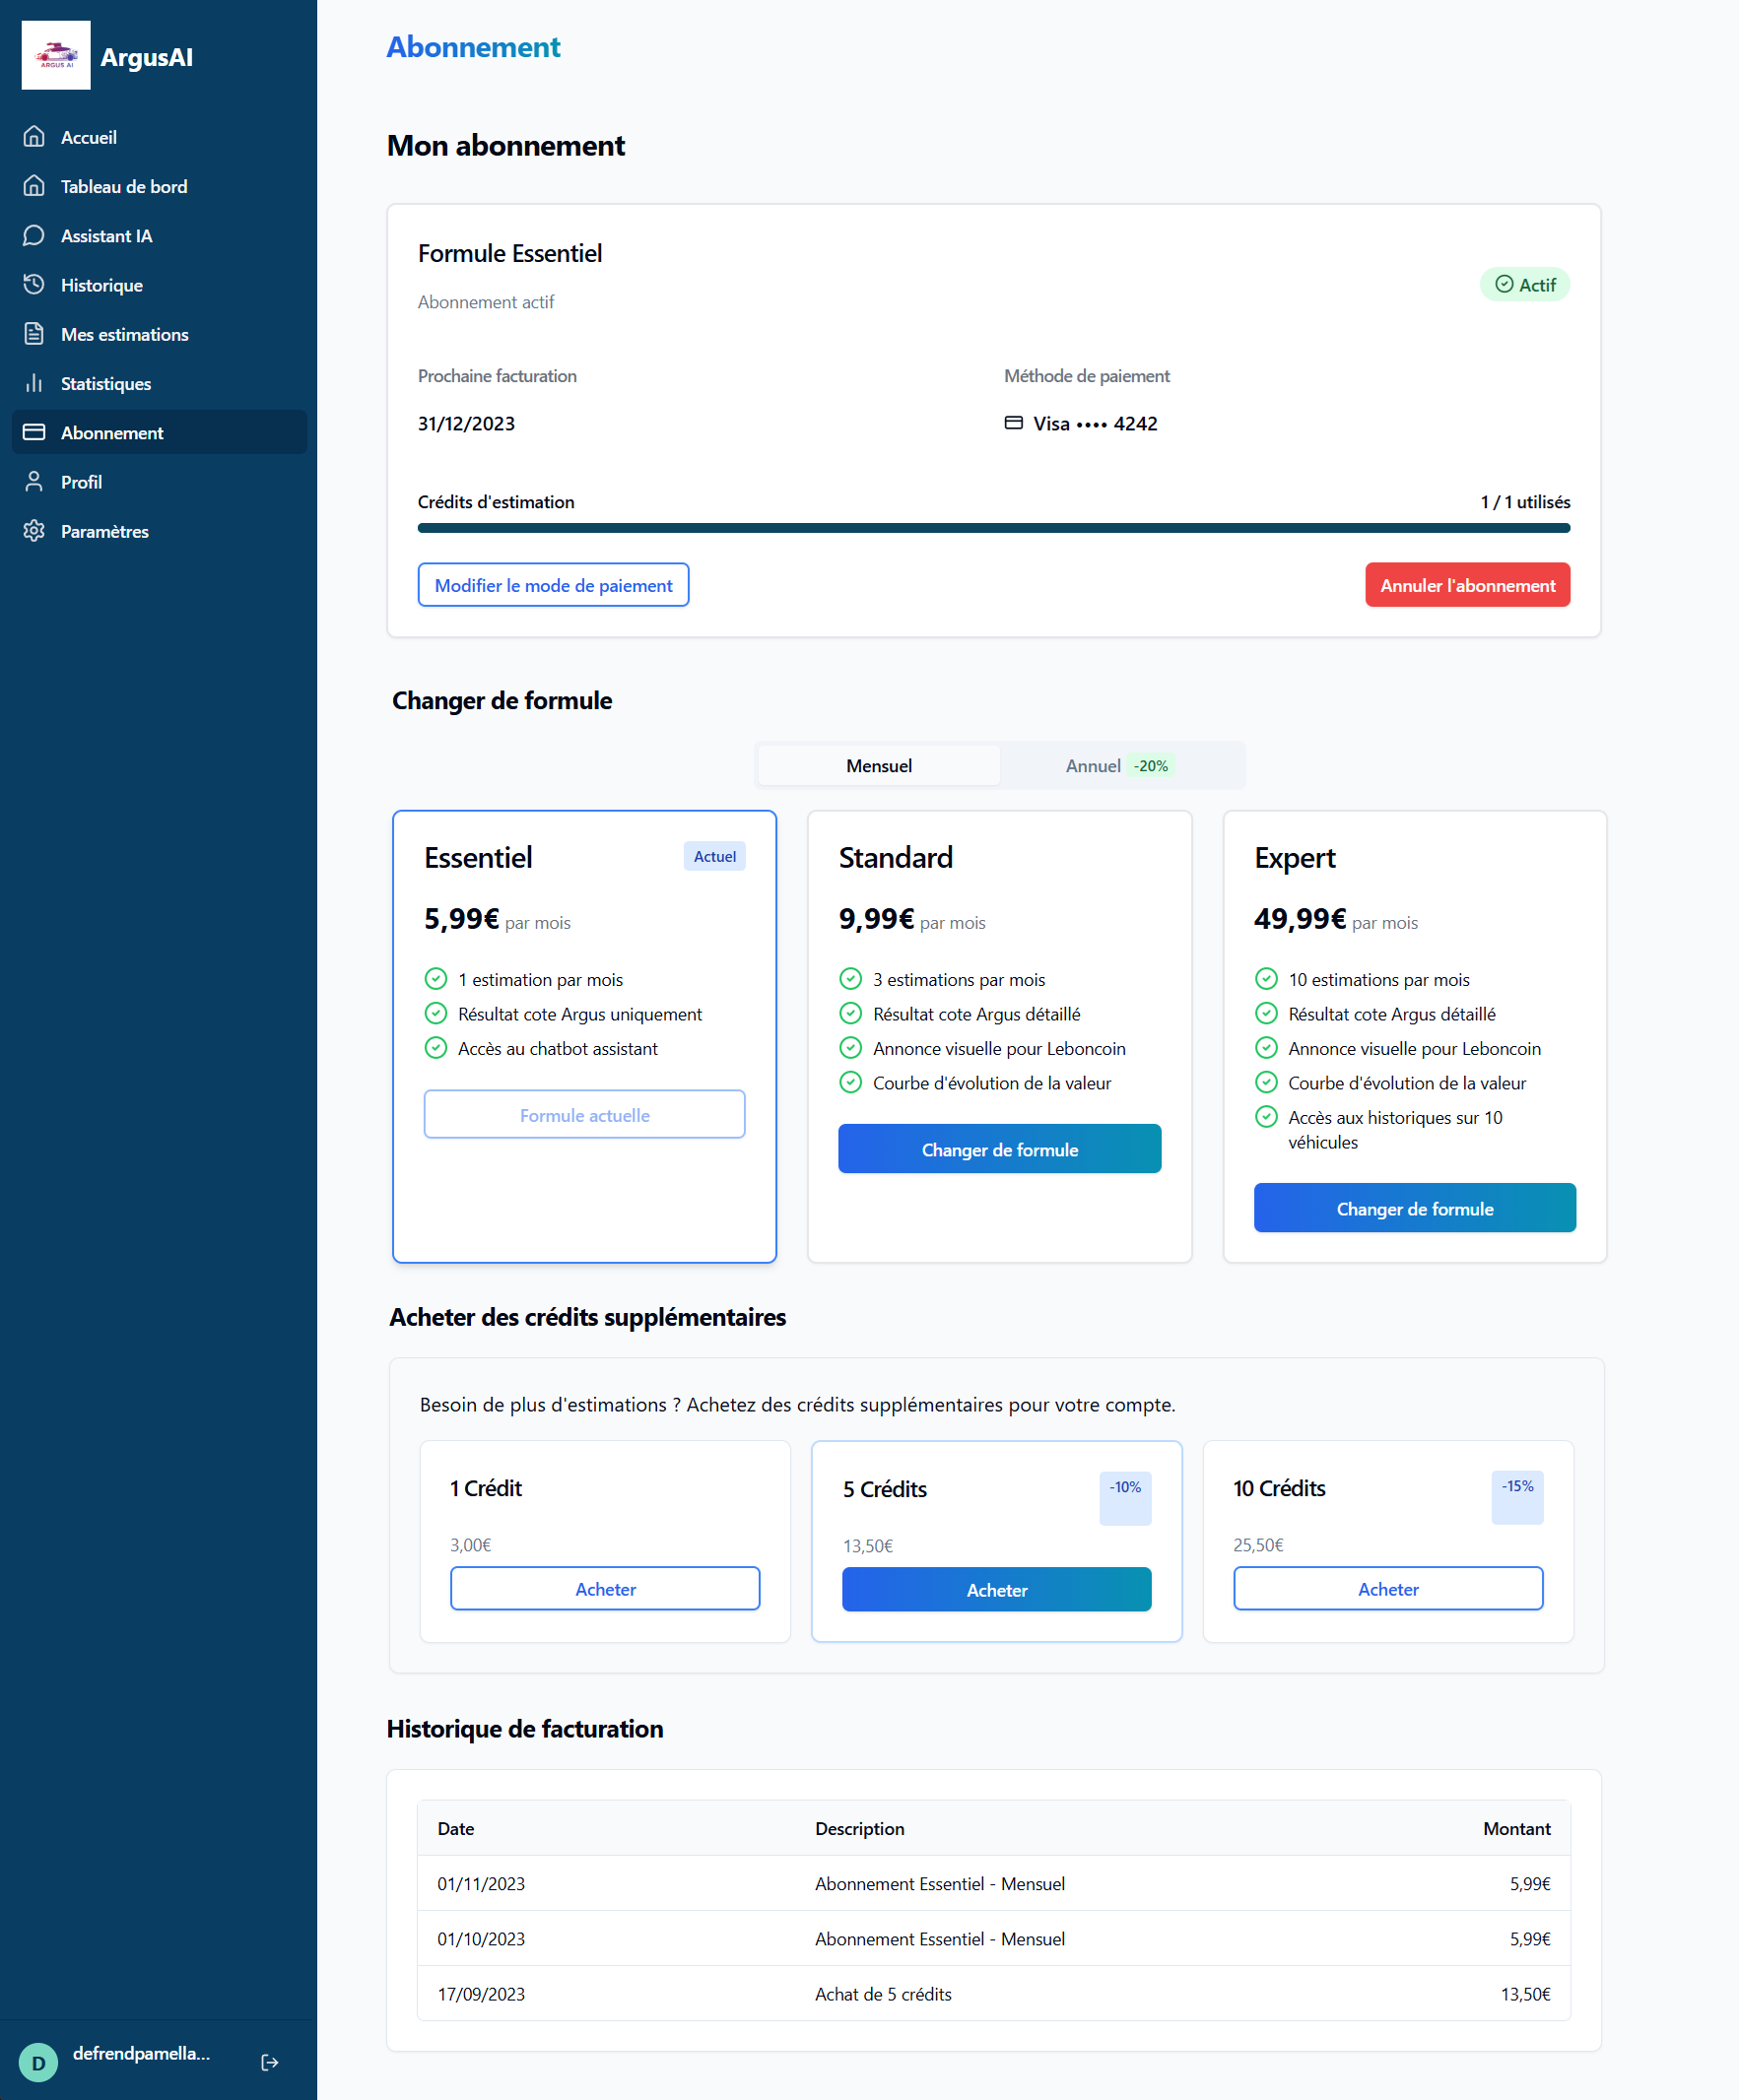 ARGUS AI
ArgusAI
Accueil
Tableau de bord
Assistant IA
Historique
Mes estimations
Statistiques
Abonnement
Profil
Paramètres
D
defrendpamella...
Abonnement
Mon abonnement
Formule Essentiel
Abonnement actif
Actif
Prochaine facturation
31/12/2023
Méthode de paiement
Visa •••• 4242
Crédits d'estimation
1 / 1 utilisés
Modifier le mode de paiement
Annuler l'abonnement
Changer de formule
Mensuel
Annuel -20%
Essentiel
Actuel
5,99€ par mois
1 estimation par mois
Résultat cote Argus uniquement
Accès au chatbot assistant
Formule actuelle
Standard
9,99€ par mois
3 estimations par mois
Résultat cote Argus détaillé
Annonce visuelle pour Leboncoin
Courbe d'évolution de la valeur
Changer de formule
Expert
49,99€ par mois
10 estimations par mois
Résultat cote Argus détaillé
Annonce visuelle pour Leboncoin
Courbe d'évolution de la valeur
Accès aux historiques sur 10
véhicules
Changer de formule
Acheter des crédits supplémentaires
Besoin de plus d'estimations ? Achetez des crédits supplémentaires pour votre compte.
1 Crédit
3,00€
Acheter
5 Crédits
-10%
13,50€
Acheter
10 Crédits
-15%
25,50€
Acheter
Historique de facturation
Date Description Montant
01/11/2023 Abonnement Essentiel - Mensuel 5,99€
01/10/2023 Abonnement Essentiel - Mensuel 5,99€
17/09/2023 Achat de 5 crédits 13,50€